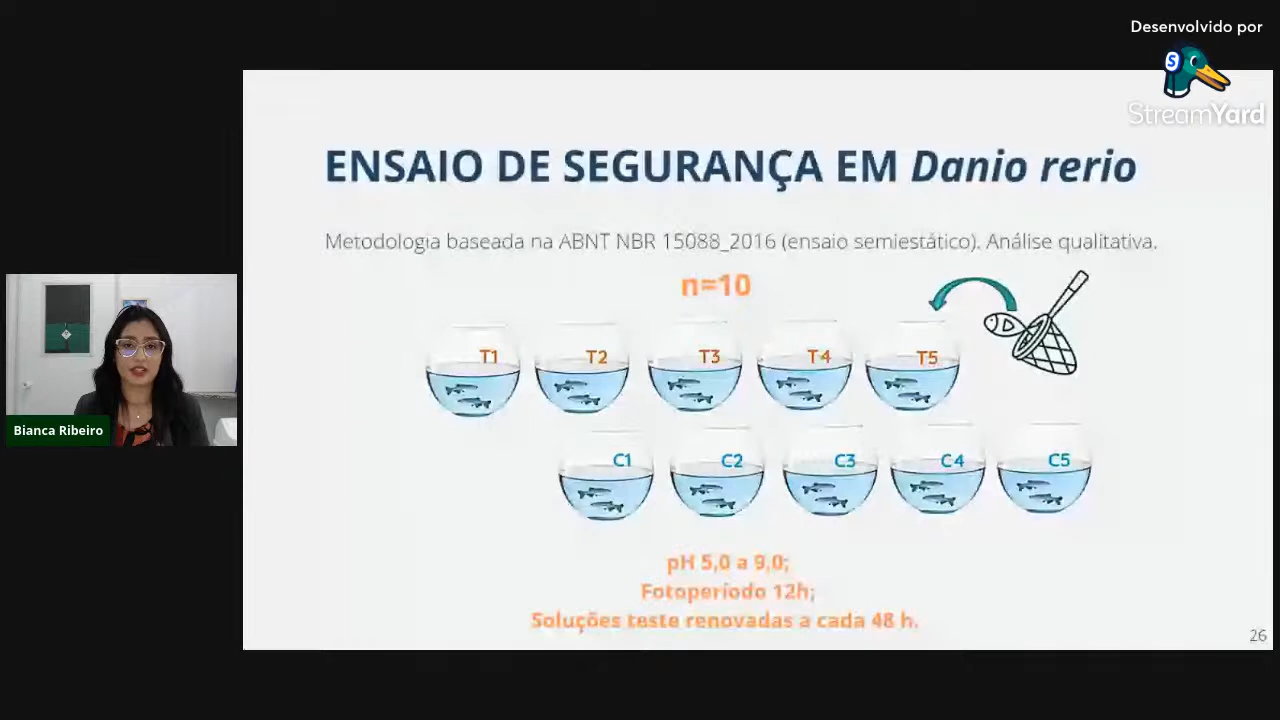 Desenvolvido por
StreamYard
ENSAIO DE SEGURANÇA EM Danio rerio
Metodologia baseada na ABNT NBR 15088_2016 (ensaio semiestático). Análise qualitativa.
n=10
T1 T2 T3 T4 T5
C1 C2 C3 C4 C5
pH 5,0 a 9,0;
Fotoperíodo 12h;
Soluções teste renovadas a cada 48 h.
26
Bianca Ribeiro